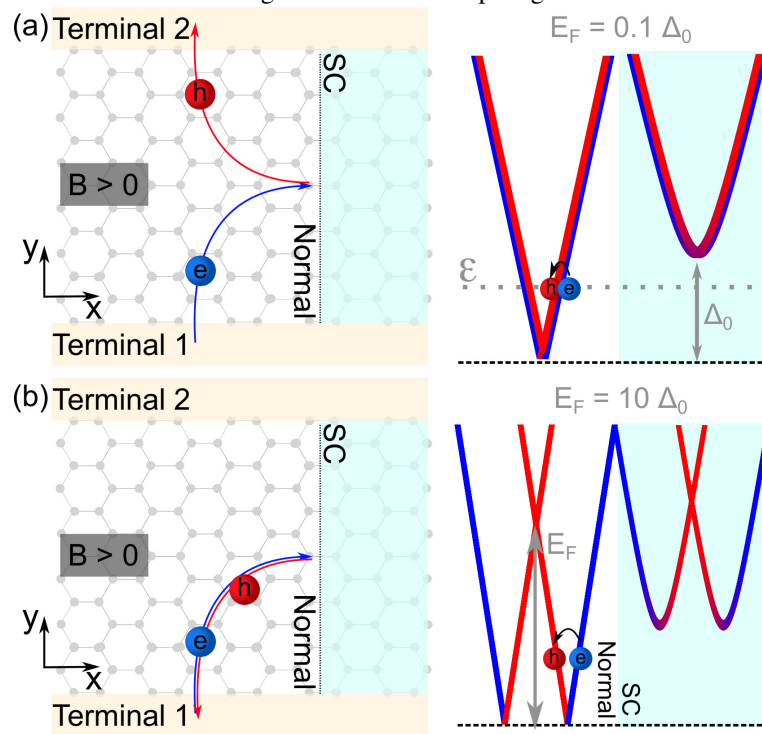 (a) Terminal 2
h
SC
B > 0
y
x
e
Normal
Terminal 1
E_F = 0.1 Δ_0
ε
h e
Δ_0
(b) Terminal 2
SC
B > 0
h
y
x
e
Normal
Terminal 1
E_F = 10 Δ_0
E_F
h e
Normal
SC